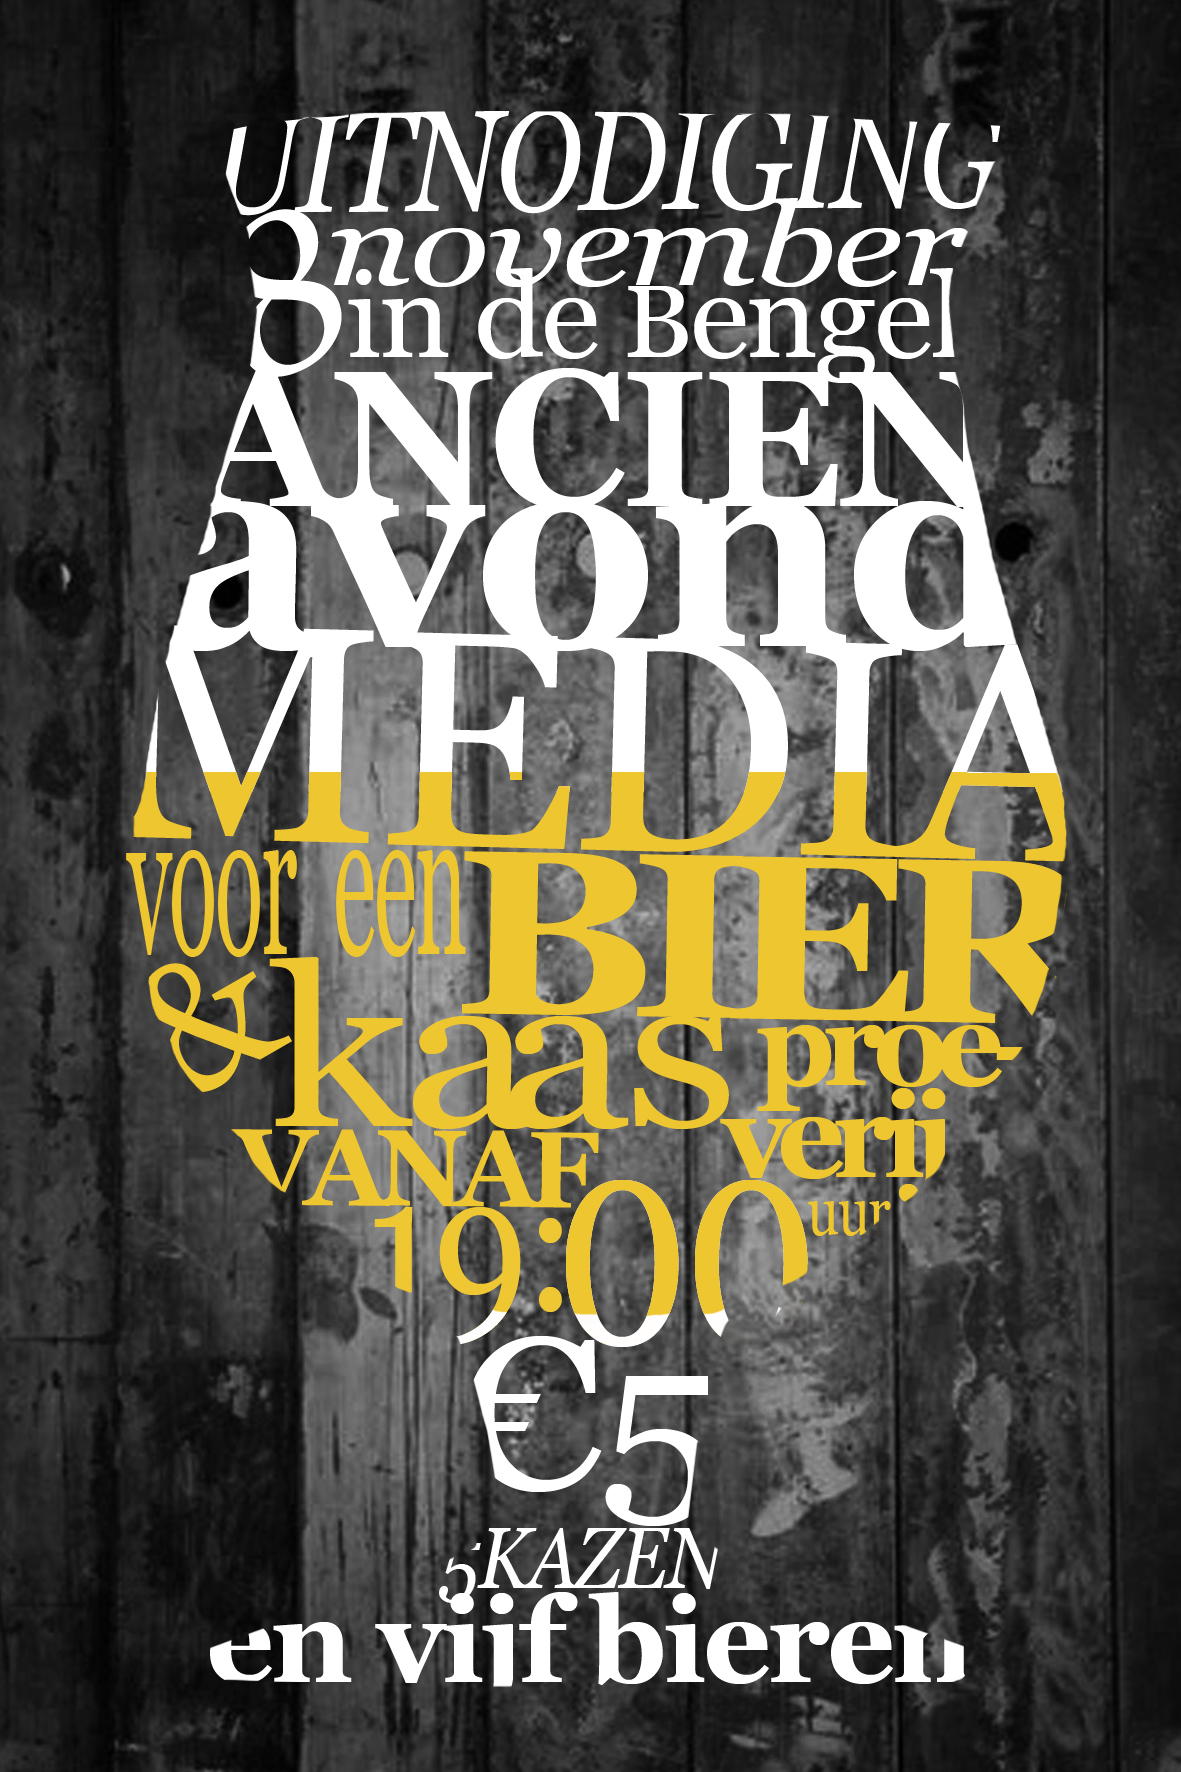 UITNODIGING
8 november
in de Bengel
ANCIEN
avond
MEDIA
voor een BIER
& kaas proe-
verij
VANAF
19:00 uur
€5
5 KAZEN
en vijf bieren